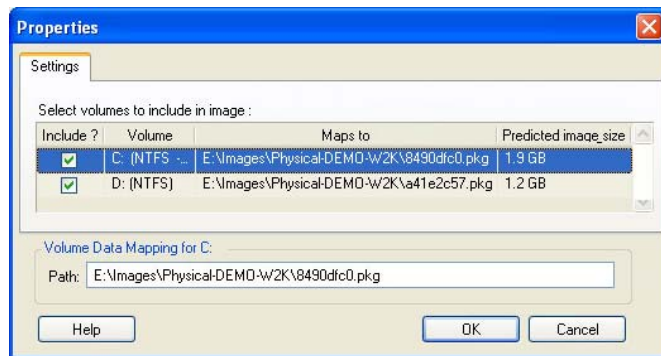 Properties
Settings
Select volumes to include in image :
Include ? Volume Maps to Predicted image_size
C: (NTFS -... E:\Images\Physical-DEMO-W2K\8490dfc0.pkg 1.9 GB
D: (NTFS) E:\Images\Physical-DEMO-W2K\a41e2c57.pkg 1.2 GB
Volume Data Mapping for C:
Path: E:\Images\Physical-DEMO-W2K\8490dfc0.pkg
Help OK Cancel